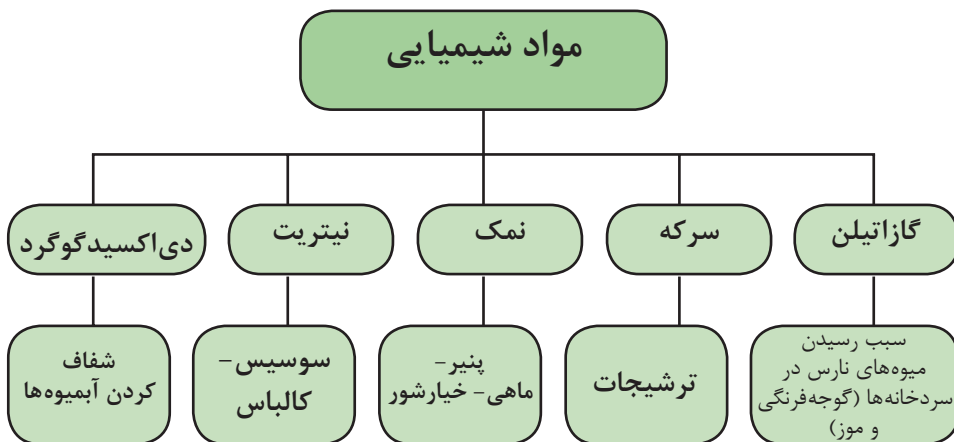 مواد شیمیایی
گازاتیلن
سرکه
نمک
نیتریت
دی‌اکسیدگوگرد
سبب رسیدن
میوه‌های نارس در
سردخانه‌ها (گوجه‌فرنگی
و موز)
ترشیجات
پنیر-
ماهی- خیارشور
سوسیس-
کالباس
شفاف
کردن آبمیوه‌ها